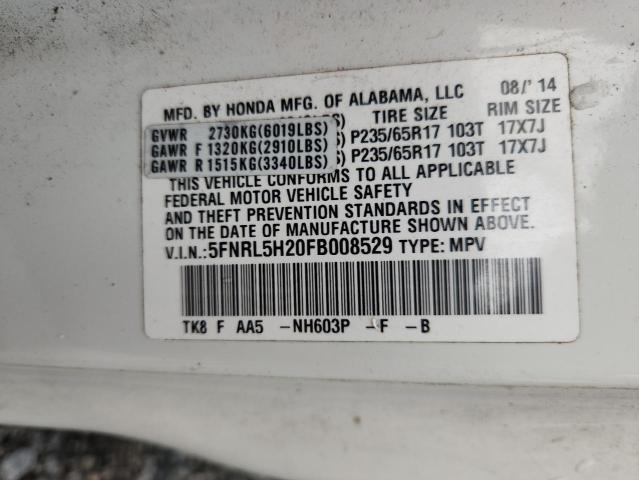 MFD. BY HONDA MFG. OF ALABAMA, LLC 08/'14
TIRE SIZE RIM SIZE
GVWR 2730KG(6019LBS)
GAWR F 1320KG(2910LBS) P235/65R17 103T 17X7J
GAWR R 1515KG(3340LBS) P235/65R17 103T 17X7J
THIS VEHICLE CONFORMS TO ALL APPLICABLE
FEDERAL MOTOR VEHICLE SAFETY
AND THEFT PREVENTION STANDARDS IN EFFECT
ON THE DATE OF MANUFACTURE SHOWN ABOVE.
V.I.N.: 5FNRL5H20FB008529 TYPE: MPV
TK8 F AA5 -NH603P -F -B